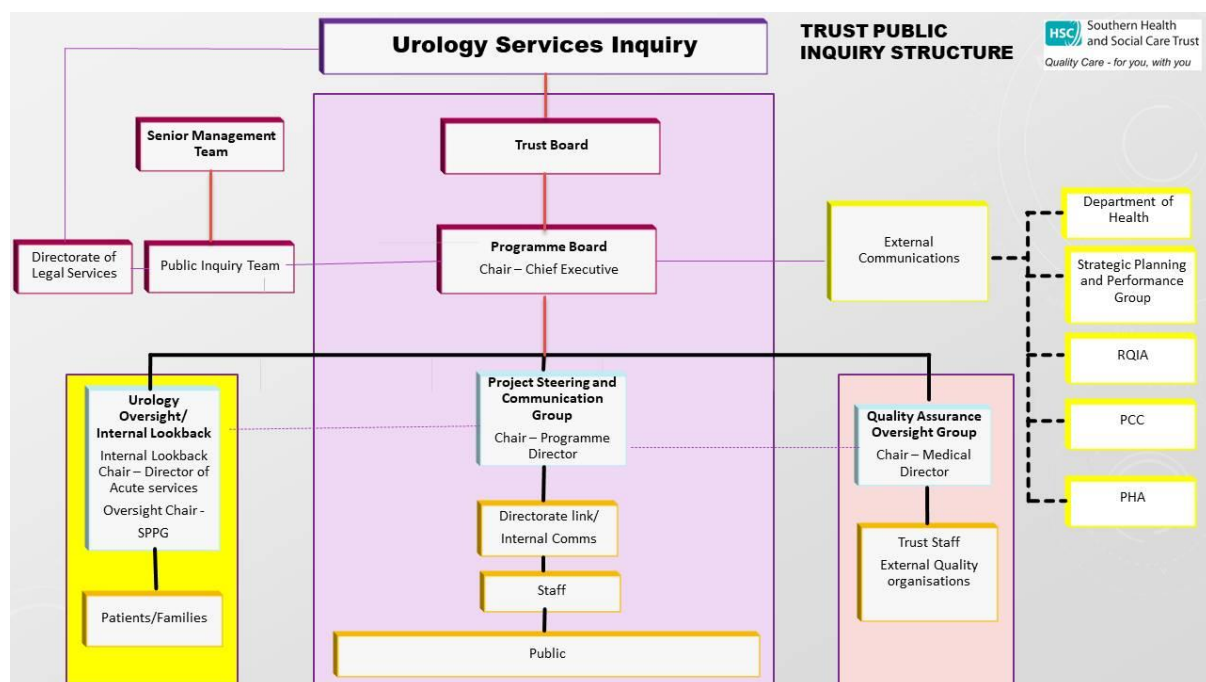 Urology Services Inquiry
TRUST PUBLIC
INQUIRY STRUCTURE
HSC
Southern Health
and Social Care Trust
Quality Care - for you, with you
Senior Management
Team
Trust Board
Directorate of
Legal Services
Public Inquiry Team
Programme Board
Chair – Chief Executive
External
Communications
Department of
Health
Strategic Planning
and Performance
Group
RQIA
PCC
PHA
Urology
Oversight/
Internal Lookback
Internal Lookback
Chair – Director of
Acute services
Oversight Chair -
SPPG
Patients/Families
Project Steering and
Communication
Group
Chair – Programme
Director
Directorate link/
Internal Comms
Staff
Public
Quality Assurance
Oversight Group
Chair – Medical
Director
Trust Staff
External Quality
organisations